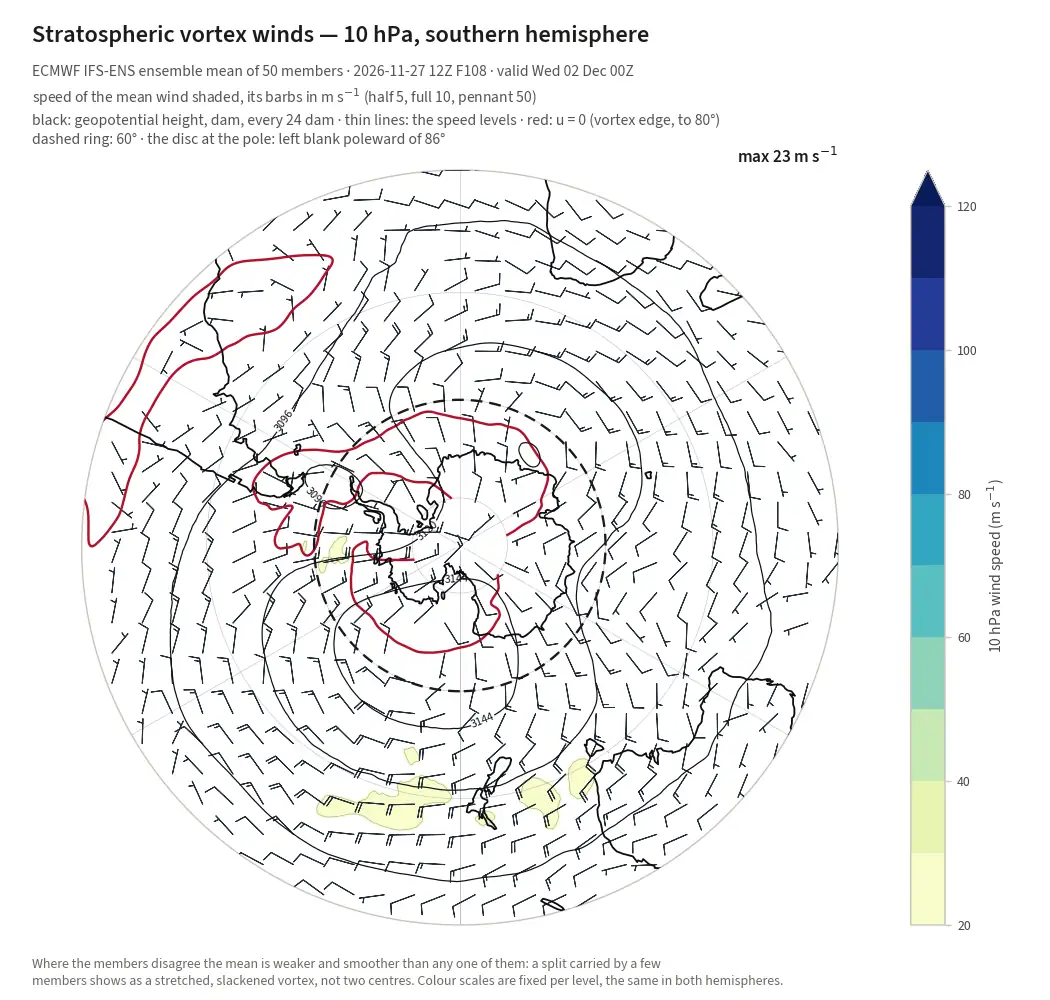 Stratospheric vortex winds — 10 hPa, southern hemisphere
ECMWF IFS-ENS ensemble mean of 50 members · 2026-11-27 12Z F108 · valid Wed 02 Dec 00Z
speed of the mean wind shaded, its barbs in m s⁻¹ (half 5, full 10, pennant 50)
black: geopotential height, dam, every 24 dam · thin lines: the speed levels · red: u = 0 (vortex edge, to 80°)
dashed ring: 60° · the disc at the pole: left blank poleward of 86°
max 23 m s⁻¹
120
100
80
60
40
20
10 hPa wind speed (m s⁻¹)
3096
3144
3144
Where the members disagree the mean is weaker and smoother than any one of them: a split carried by a few
members shows as a stretched, slackened vortex, not two centres. Colour scales are fixed per level, the same in both hemispheres.